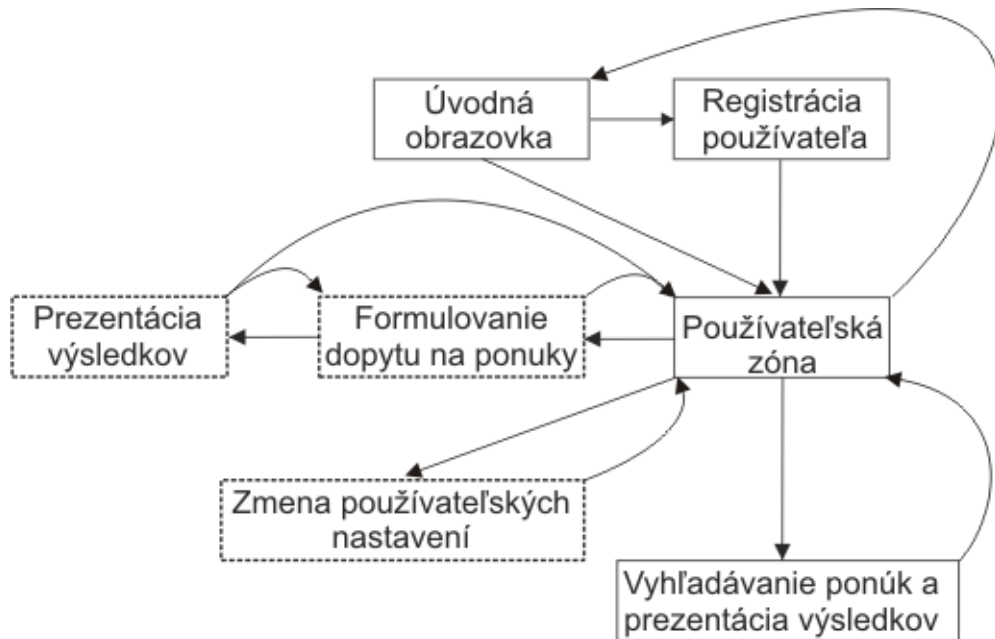 Úvodná
obrazovka
Registrácia
používateľa
Prezentácia
výsledkov
Formulovanie
dopytu na ponuky
Používateľská
zóna
Zmena používateľských
nastavení
Vyhľadávanie ponúk a
prezentácia výsledkov